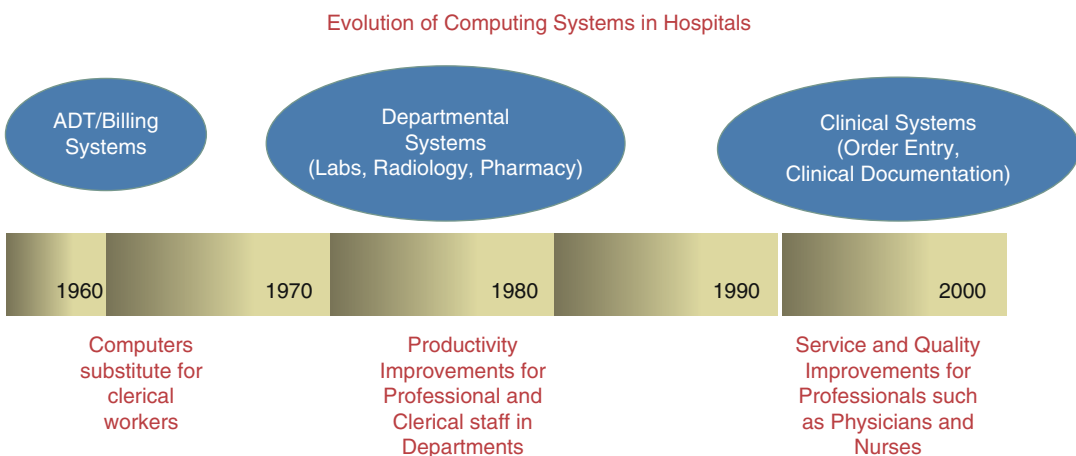 Evolution of Computing Systems in Hospitals
ADT/Billing
Systems
Departmental
Systems
(Labs, Radiology, Pharmacy)
Clinical Systems
(Order Entry,
Clinical Documentation)
1960
1970
1980
1990
2000
Computers
substitute for
clerical
workers
Productivity
Improvements for
Professional and
Clerical staff in
Departments
Service and Quality
Improvements for
Professionals such
as Physicians and
Nurses